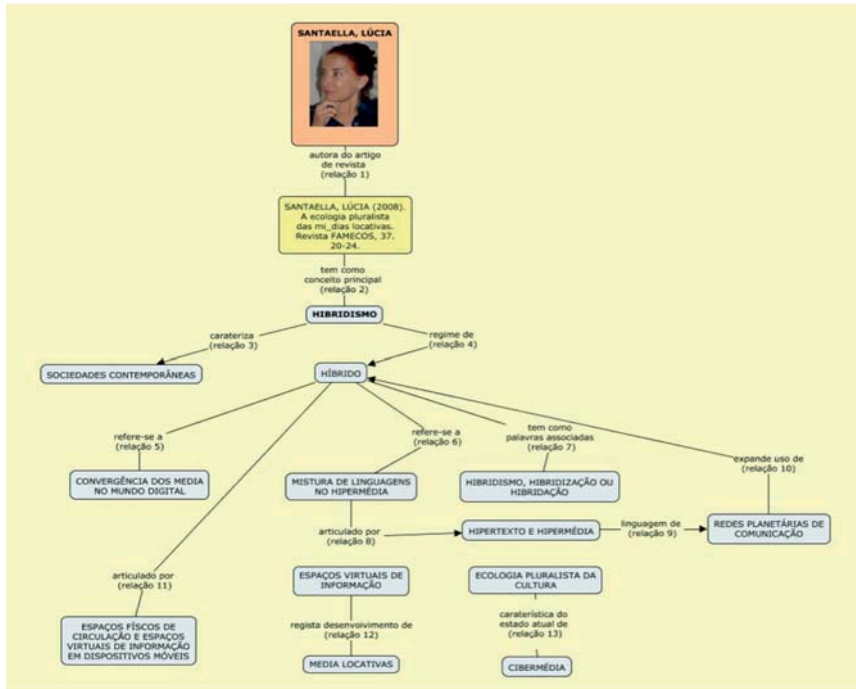 SANTAELLA, LÚCIA
autora do artigo
de revista
(relação 1)
SANTAELLA, LÚCIA (2008).
A ecologia pluralista
das mi_dias locativas.
Revista FAMECOS, 37.
20-24.
tem como
conceito principal
(relação 2)
HIBRIDISMO
carateriza
(relação 3)
regime de
(relação 4)
SOCIEDADES CONTEMPORÂNEAS
HÍBRIDO
refere-se a
(relação 5)
refere-se a
(relação 6)
tem como
palavras associadas
(relação 7)
expande uso de
(relação 10)
CONVERGÊNCIA DOS MEDIA
NO MUNDO DIGITAL
MISTURA DE LINGUAGENS
NO HIPERMÉDIA
HIBRIDISMO, HIBRIDIZAÇÃO OU
HIBRIDAÇÃO
articulado por
(relação 8)
HIPERTEXTO E HIPERMÉDIA
linguagem de
(relação 9)
REDES PLANETÁRIAS DE
COMUNICAÇÃO
articulado por
(relação 11)
ESPAÇOS VIRTUAIS DE
INFORMAÇÃO
ECOLOGIA PLURALISTA DA
CULTURA
ESPAÇOS FÍSCOS DE
CIRCULAÇÃO E ESPAÇOS
VIRTUAIS DE INFORMAÇÃO
EM DISPOSITIVOS MÓVEIS
regista desenvoivimento de
(relação 12)
caraterística do
estado atual de
(relação 13)
MEDIA LOCATIVAS
CIBERMÉDIA